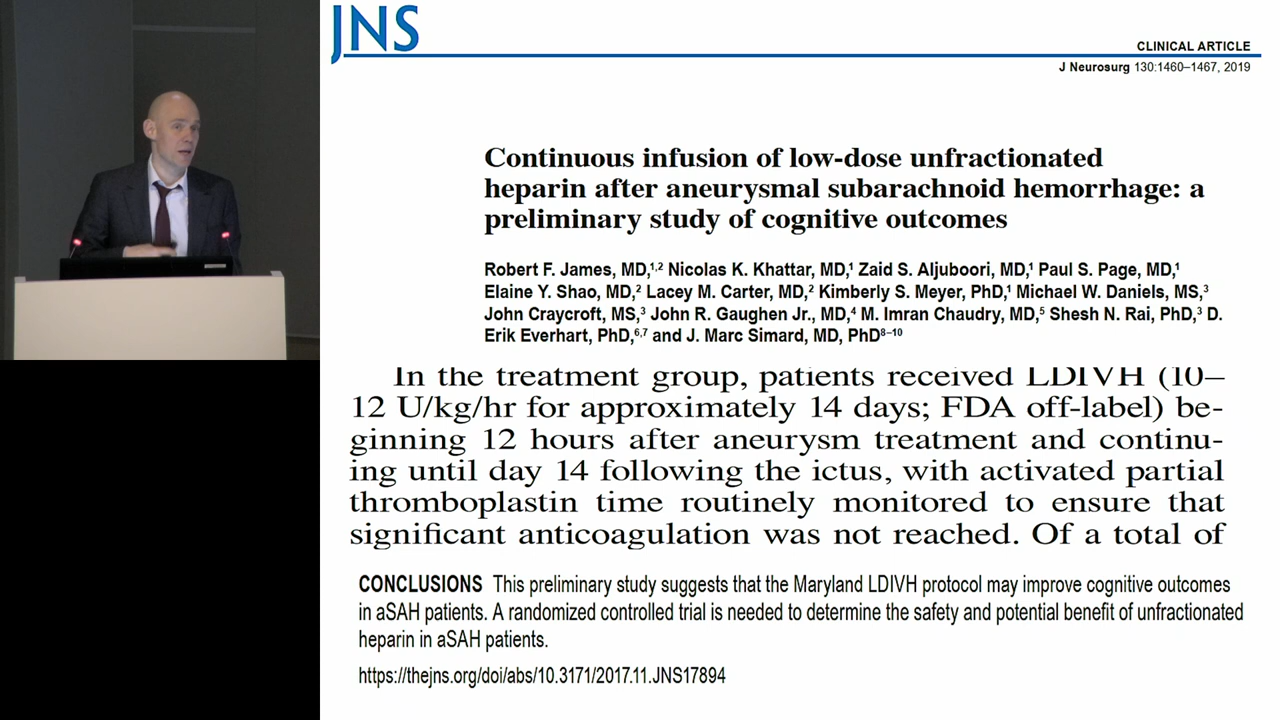 JNS
CLINICAL ARTICLE
J Neurosurg 130:1460–1467, 2019
Continuous infusion of low-dose unfractionated
heparin after aneurysmal subarachnoid hemorrhage: a
preliminary study of cognitive outcomes
Robert F. James, MD,1,2 Nicolas K. Khattar, MD,1 Zaid S. Aljuboori, MD,1 Paul S. Page, MD,1
Elaine Y. Shao, MD,2 Lacey M. Carter, MD,2 Kimberly S. Meyer, PhD,1 Michael W. Daniels, MS,3
John Craycroft, MS,3 John R. Gaughen Jr., MD,4 M. Imran Chaudry, MD,5 Shesh N. Rai, PhD,3 D.
Erik Everhart, PhD,6,7 and J. Marc Simard, MD, PhD8–10
In the treatment group, patients received LDIVH (10–
12 U/kg/hr for approximately 14 days; FDA off-label) be-
ginning 12 hours after aneurysm treatment and continu-
ing until day 14 following the ictus, with activated partial
thromboplastin time routinely monitored to ensure that
significant anticoagulation was not reached. Of a total of
CONCLUSIONS This preliminary study suggests that the Maryland LDIVH protocol may improve cognitive outcomes
in aSAH patients. A randomized controlled trial is needed to determine the safety and potential benefit of unfractionated
heparin in aSAH patients.
https://thejns.org/doi/abs/10.3171/2017.11.JNS17894